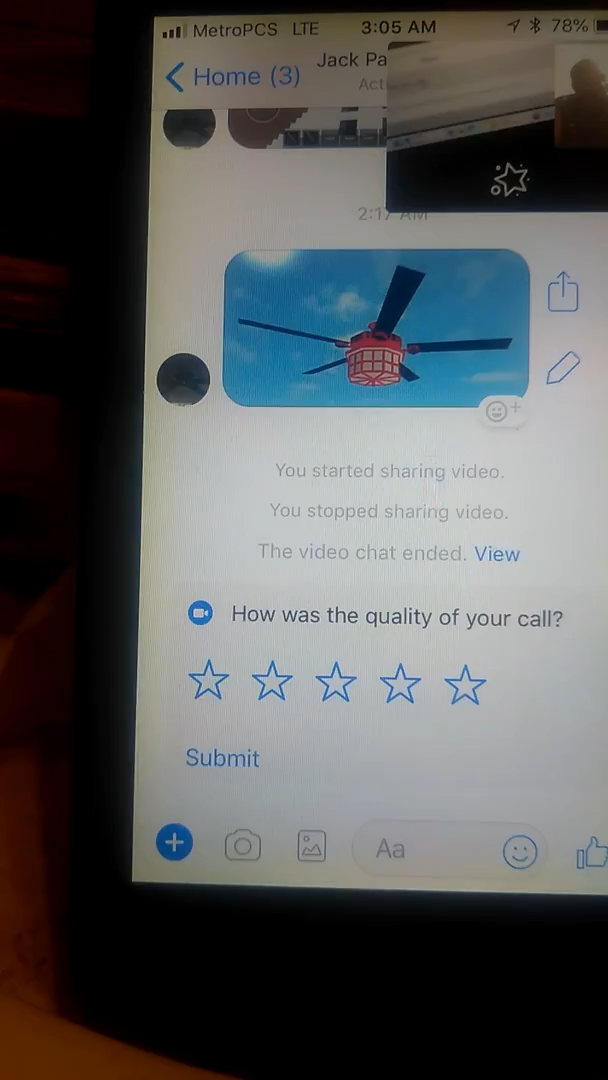 MetroPCS LTE 3:05 AM 78%
Home (3) Jack Pa
Act
2:17 AM
You started sharing video.
You stopped sharing video.
The video chat ended. View
How was the quality of your call?
Submit
Aa